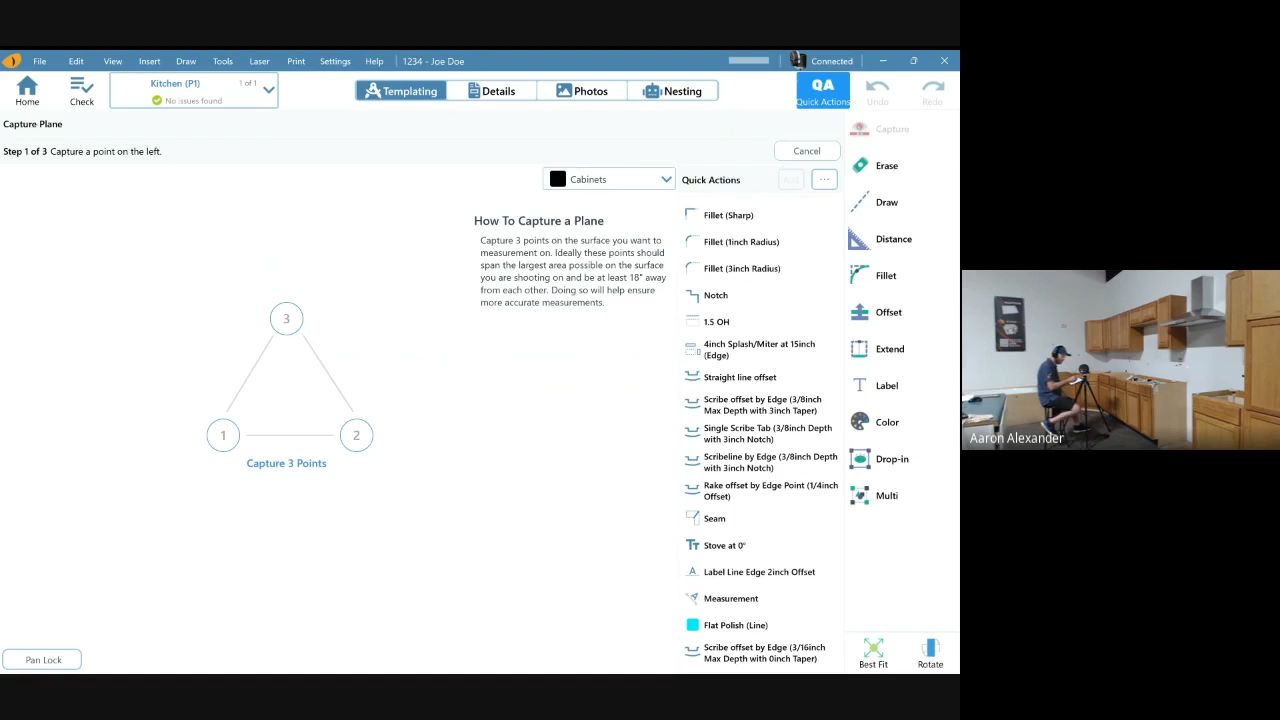 File Edit View Insert Draw Tools Laser Print Settings Help 1234 - Joe Doe Connected
Home
Check
Kitchen (P1) 1 of 1
No issues found
Templating Details Photos Nesting
QA
Quick Actions
Undo
Redo
Capture Plane
Step 1 of 3 Capture a point on the left.
Cancel
Cabinets
How To Capture a Plane
Capture 3 points on the surface you want to
measurement on. Ideally these points should
span the largest area possible on the surface
you are shooting on and be at least 18" away
from each other. Doing so will help ensure
more accurate measurements.
3
1 2
Capture 3 Points
Pan Lock
Quick Actions Add ...
Fillet (Sharp)
Fillet (1inch Radius)
Fillet (3inch Radius)
Notch
1.5 OH
4inch Splash/Miter at 15inch
(Edge)
Straight line offset
Scribe offset by Edge (3/8inch
Max Depth with 3inch Taper)
Single Scribe Tab (3/8inch Depth
with 3inch Notch)
Scribeline by Edge (3/8inch Depth
with 3inch Notch)
Rake offset by Edge Point (1/4inch
Offset)
Seam
Stove at 0°
Label Line Edge 2inch Offset
Measurement
Flat Polish (Line)
Scribe offset by Edge (3/16inch
Max Depth with 0inch Taper)
Capture
Erase
Draw
Distance
Fillet
Offset
Extend
Label
Color
Drop-in
Multi
Best Fit
Rotate
Aaron Alexander